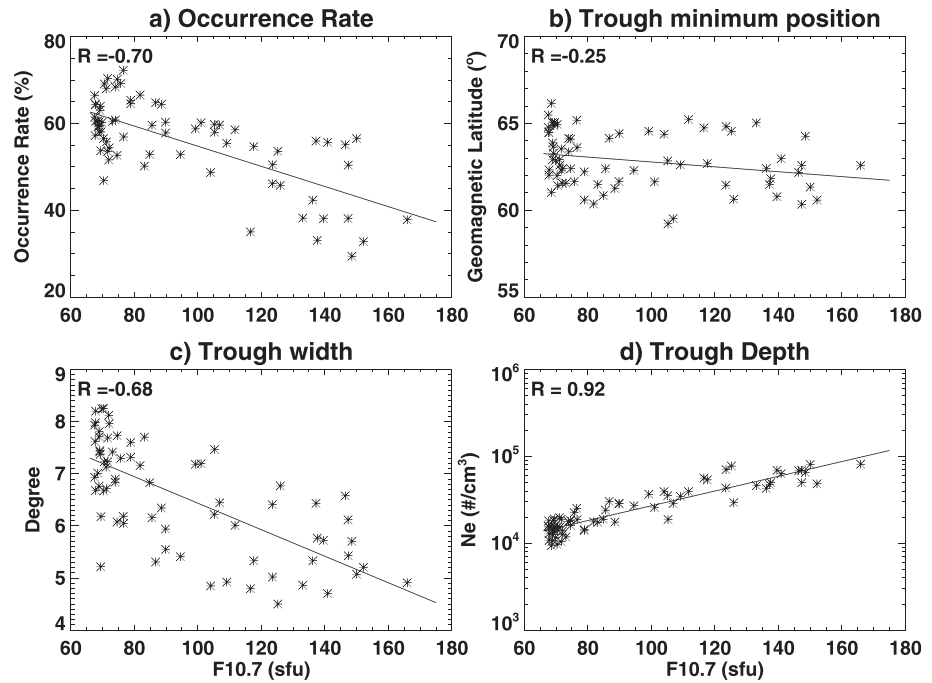 a) Occurrence Rate
R =-0.70
Occurrence Rate (%)
80
60
40
20
60 80 100 120 140 160 180
b) Trough minimum position
R =-0.25
Geomagnetic Latitude (°)
70
65
60
55
60 80 100 120 140 160 180
c) Trough width
R =-0.68
Degree
9
8
7
6
5
4
60 80 100 120 140 160 180
F10.7 (sfu)
d) Trough Depth
R = 0.92
Ne (#/cm³)
10⁶
10⁵
10⁴
10³
60 80 100 120 140 160 180
F10.7 (sfu)